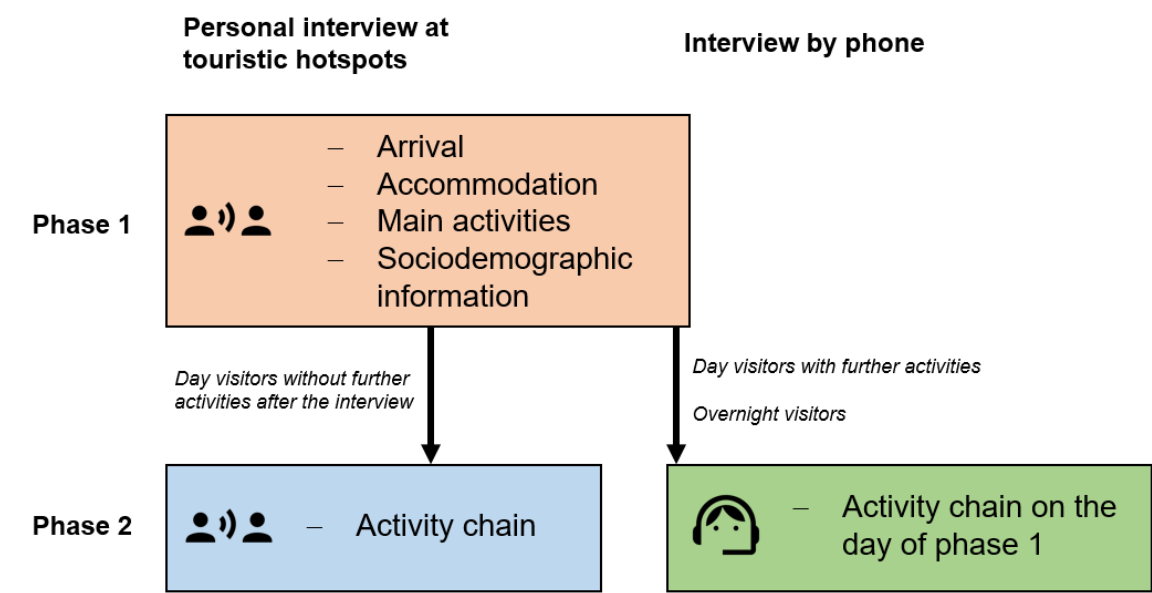 Personal interview at
touristic hotspots
Interview by phone
Phase 1
– Arrival
– Accommodation
– Main activities
– Sociodemographic
information
Day visitors without further
activities after the interview
Day visitors with further activities
Overnight visitors
Phase 2
– Activity chain
– Activity chain on the
day of phase 1